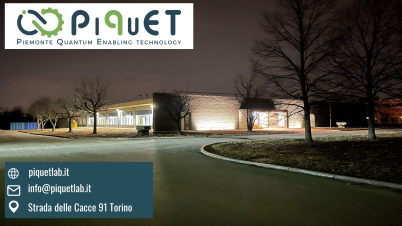 PiQuET
Piemonte Quantum Enabling technology
piquetlab.it
info@piquetlab.it
Strada delle Cacce 91 Torino